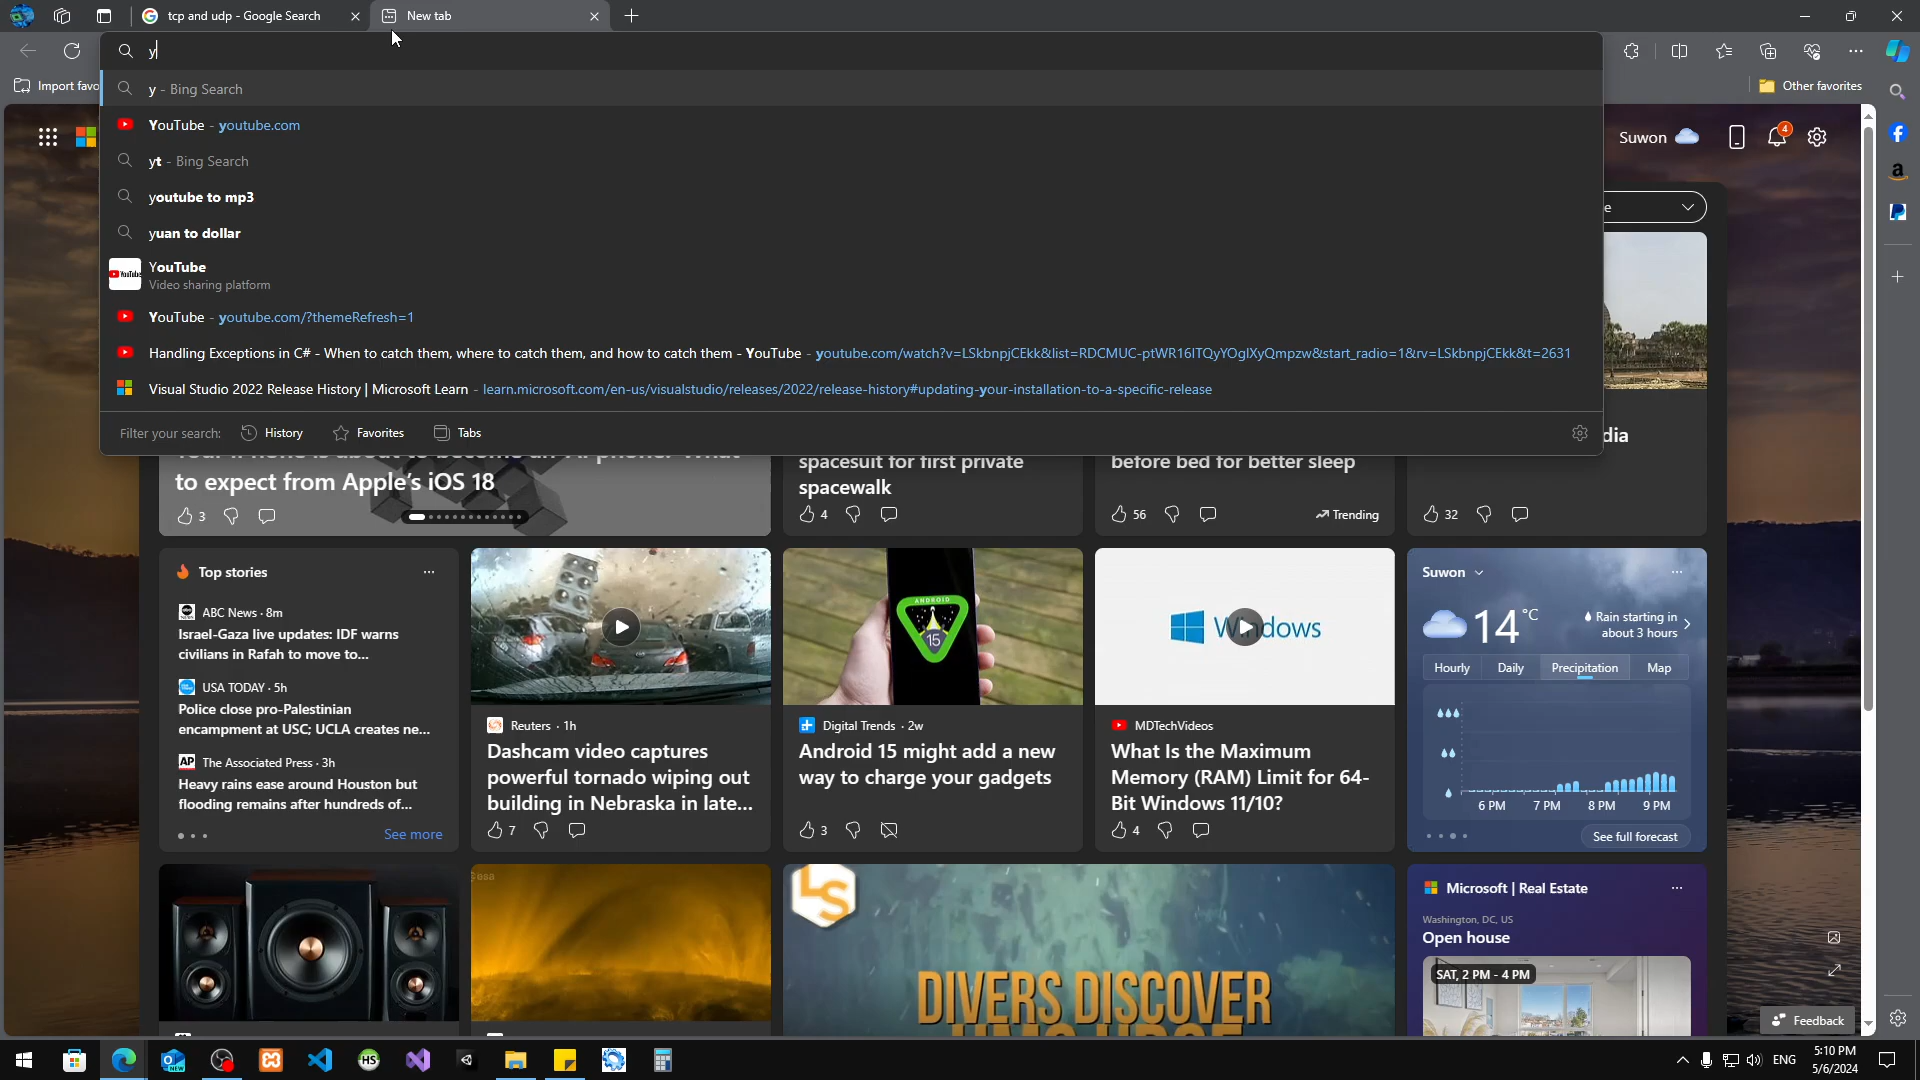 tcp and udp - Google Search
New tab
y
Import favo
Other favorites
y - Bing Search
YouTube - youtube.com
yt - Bing Search
youtube to mp3
yuan to dollar
YouTube
Video sharing platform
YouTube - youtube.com/?themeRefresh=1
Handling Exceptions in C# - When to catch them, where to catch them, and how to catch them - YouTube - youtube.com/watch?v=LSkbnpjCEkk&list=RDCMUC-ptWR16ITQyYOglXyQmpzw&start_radio=1&rv=LSkbnpjCEkk&t=2631
Visual Studio 2022 Release History | Microsoft Learn - learn.microsoft.com/en-us/visualstudio/releases/2022/release-history#updating-your-installation-to-a-specific-release
Filter your search:
History
Favorites
Tabs
Suwon
4
e
dia
to expect from Apple's iOS 18
3
spacesuit for first private
spacewalk
4
before bed for better sleep
56
Trending
32
Top stories
ABC News · 8m
Israel-Gaza live updates: IDF warns
civilians in Rafah to move to...
USA TODAY · 5h
Police close pro-Palestinian
encampment at USC; UCLA creates ne...
The Associated Press · 3h
Heavy rains ease around Houston but
flooding remains after hundreds of...
See more
Reuters · 1h
Dashcam video captures
powerful tornado wiping out
building in Nebraska in late...
7
ANDROID
15
Digital Trends · 2w
Android 15 might add a new
way to charge your gadgets
3
Windows
MDTechVideos
What Is the Maximum
Memory (RAM) Limit for 64-
Bit Windows 11/10?
4
Suwon
14 °C
Rain starting in
about 3 hours
Hourly
Daily
Precipitation
Map
6 PM
7 PM
8 PM
9 PM
See full forecast
esa
LS
DIVERS DISCOVER
Microsoft | Real Estate
Washington, DC, US
Open house
SAT, 2 PM - 4 PM
Feedback
ENG
5:10 PM
5/6/2024